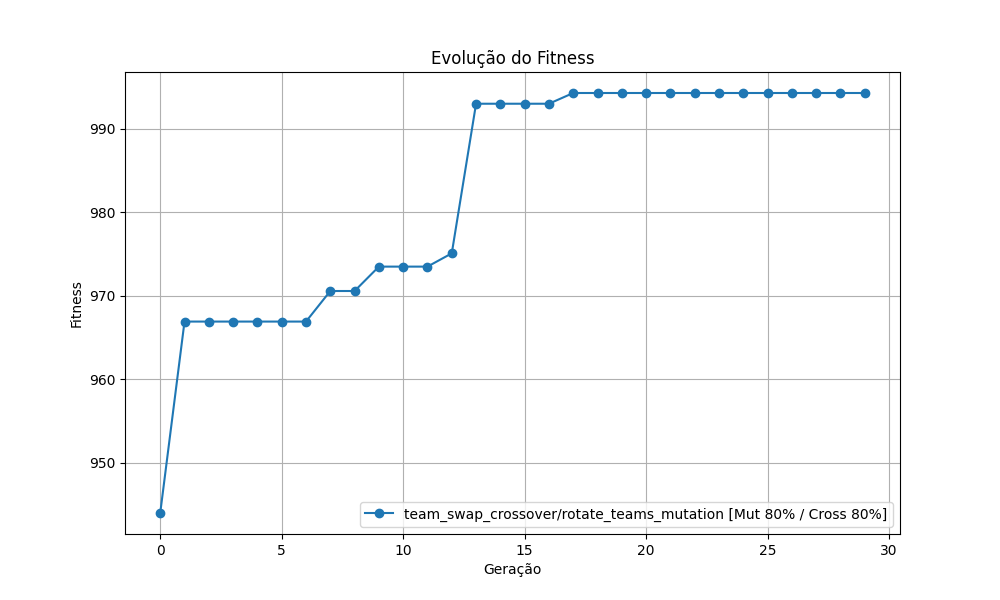 Evolução do Fitness
Fitness
990
980
970
960
950
team_swap_crossover/rotate_teams_mutation [Mut 80% / Cross 80%]
0 5 10 15 20 25 30
Geração